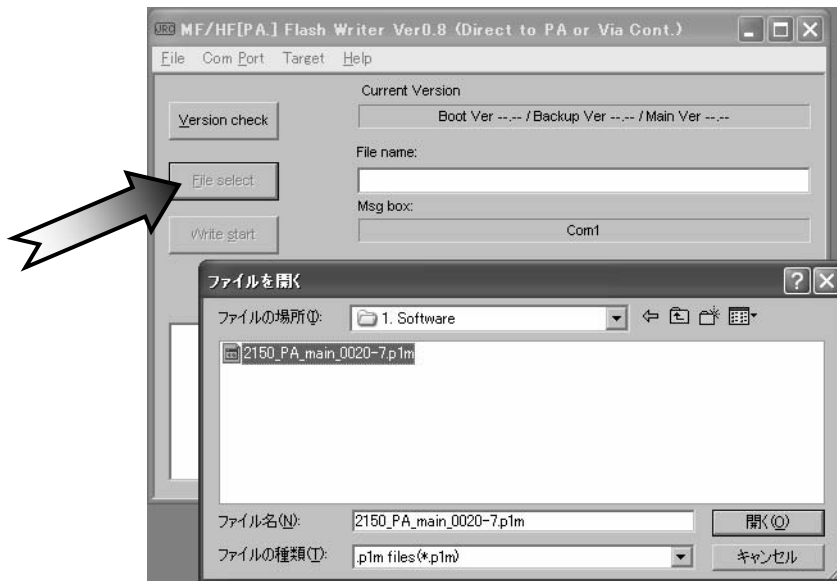 JRC MF/HF[PA.] Flash Writer Ver0.8 (Direct to PA or Via Cont.)
File Com Port Target Help
Current Version
Version check
Boot Ver --.-- / Backup Ver --.-- / Main Ver --.--
File name:
File select
Msg box:
Write start
Com1
ファイルを開く
ファイルの場所(I):
1. Software
2150_PA_main_0020-7.p1m
ファイル名(N):
2150_PA_main_0020-7.p1m
開く(O)
ファイルの種類(T):
.p1m files(*.p1m)
キャンセル